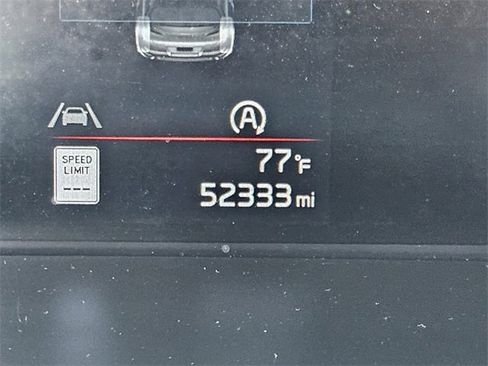 A
SPEED
LIMIT
---
77°F
52333 mi